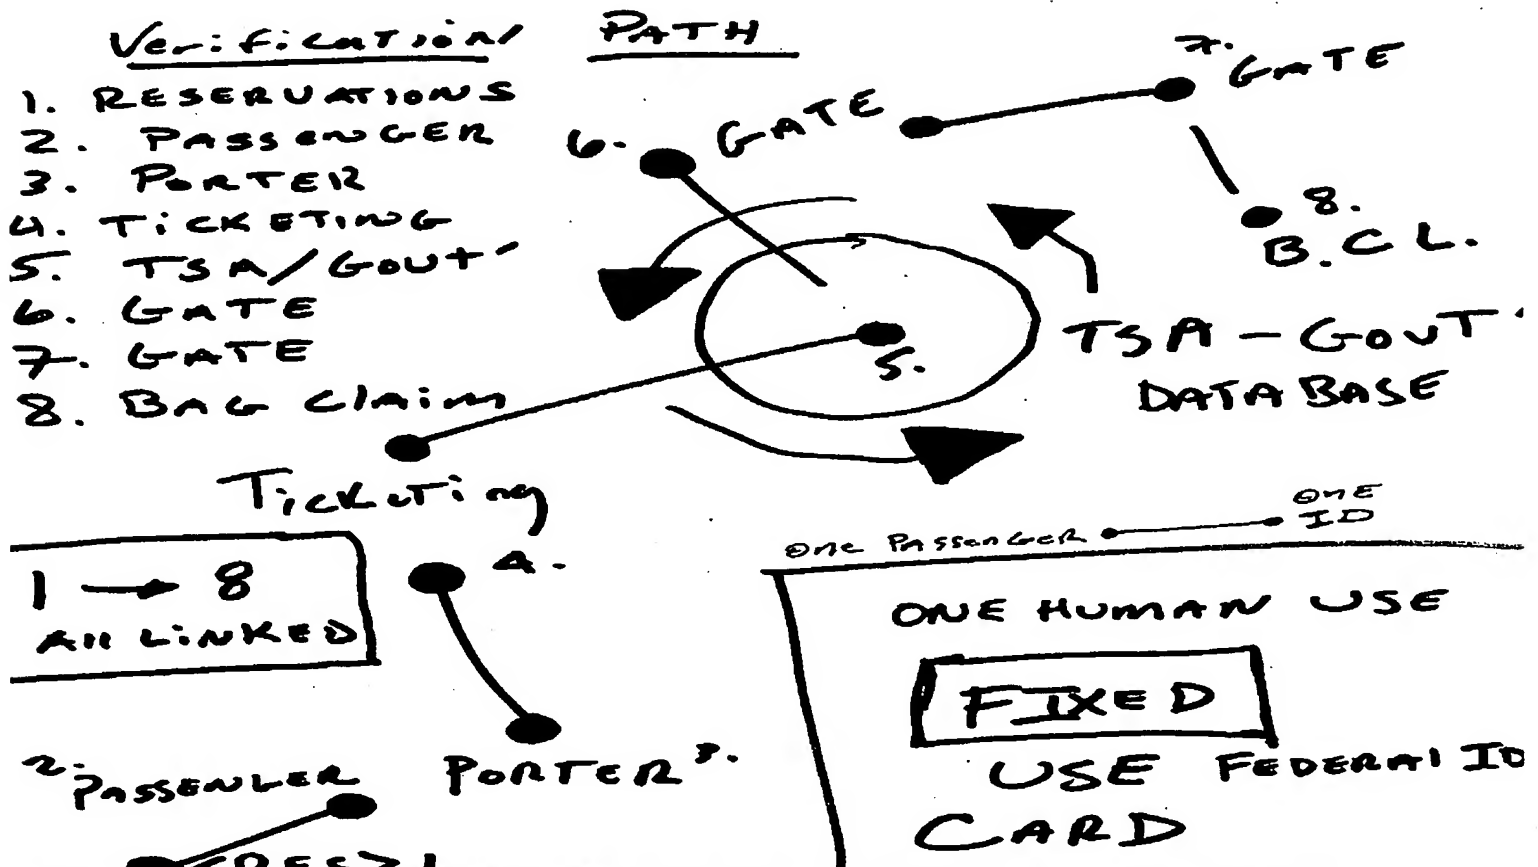 Verification PATH
1. RESERVATIONS
2. PASSENGER
3. PORTER
4. TICKETING
5. TSA/GOVT
6. GATE
7. GATE
8. BAG Claim
6. GATE
7. GATE
8.
B.C L.
5.
TSA - GOVT
DATABASE
TickeTing
4.
1 → 8
All LiNKED
One PASSenGER
OnE
ID
ONE HUMAN USE
FIXED
USE FEDERAl ID
CARD
2. PASSENGER
PORTER 3.